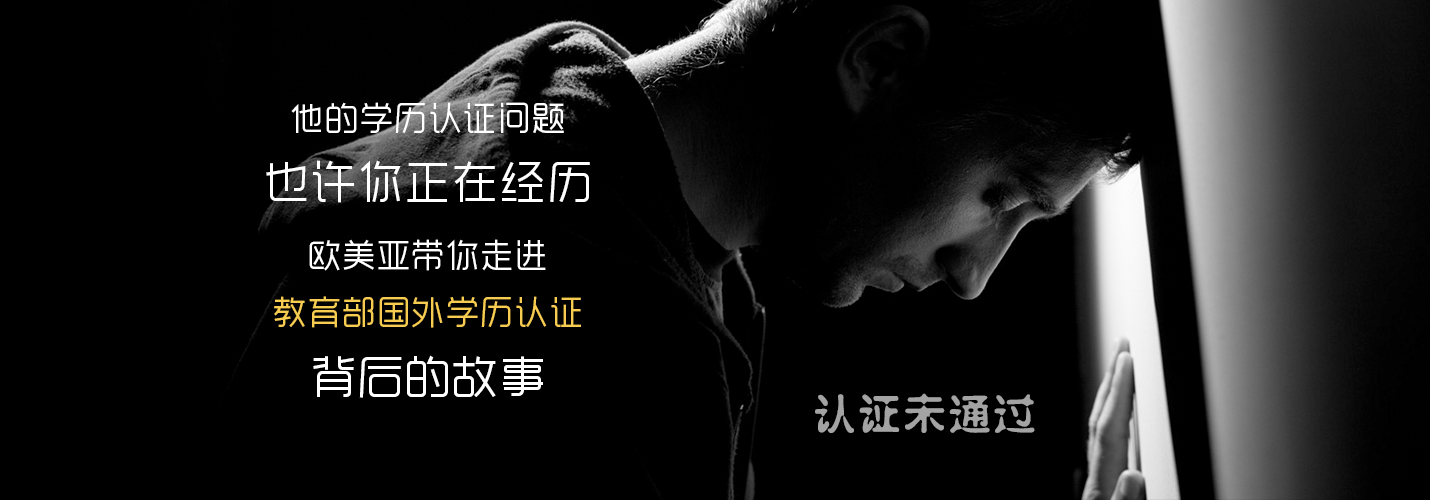 他的学历认证问题
也许你正在经历
欧美亚带你走进
教育部国外学历认证
背后的故事
认证未通过